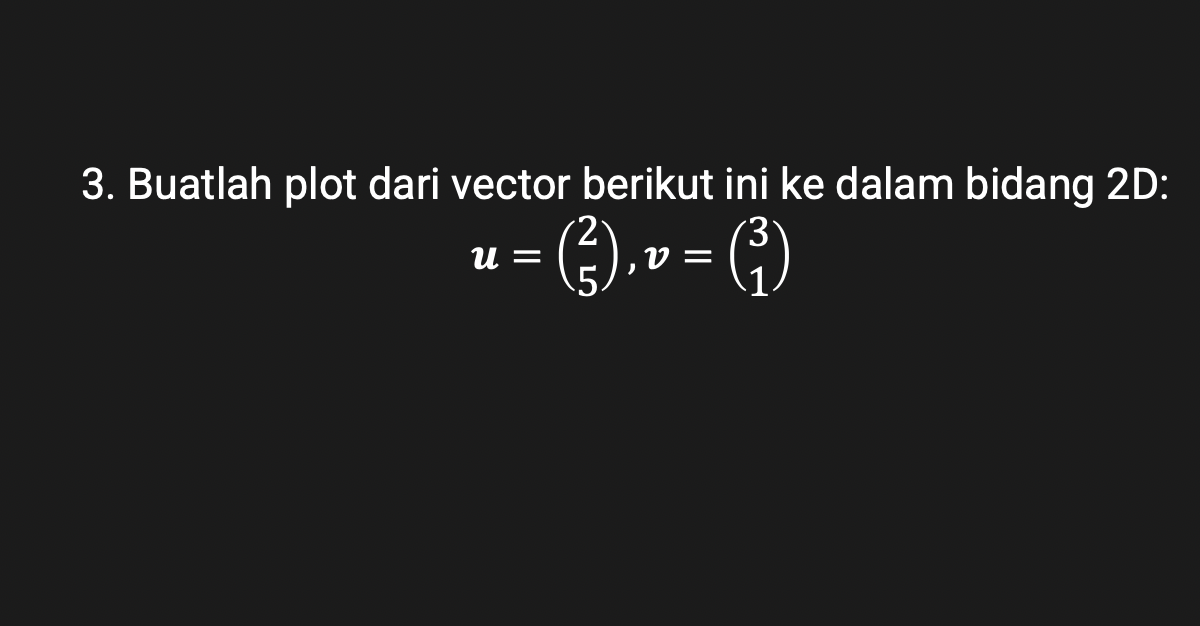 3. Buatlah plot dari vector berikut ini ke dalam bidang 2D:
u = (2 5), v = (3 1)